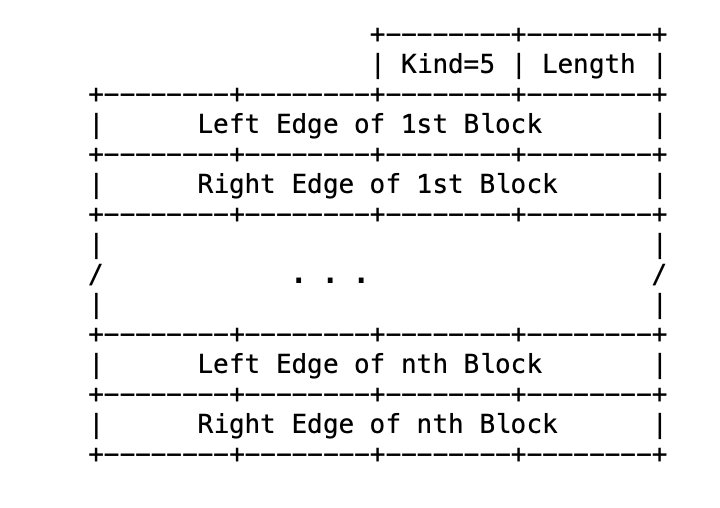 +--------+--------+
                  | Kind=5 | Length |
+--------+--------+--------+--------+
|      Left Edge of 1st Block       |
+--------+--------+--------+--------+
|      Right Edge of 1st Block      |
+--------+--------+--------+--------+
|                                   |
/            . . .                  /
|                                   |
+--------+--------+--------+--------+
|      Left Edge of nth Block       |
+--------+--------+--------+--------+
|      Right Edge of nth Block      |
+--------+--------+--------+--------+